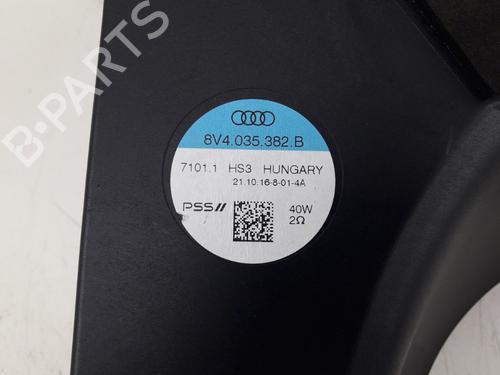 8V4.035.382.B
7101.1 HS3 HUNGARY
21.10.16-8-01-4A
PSS
40W
2Ω
B-PARTS